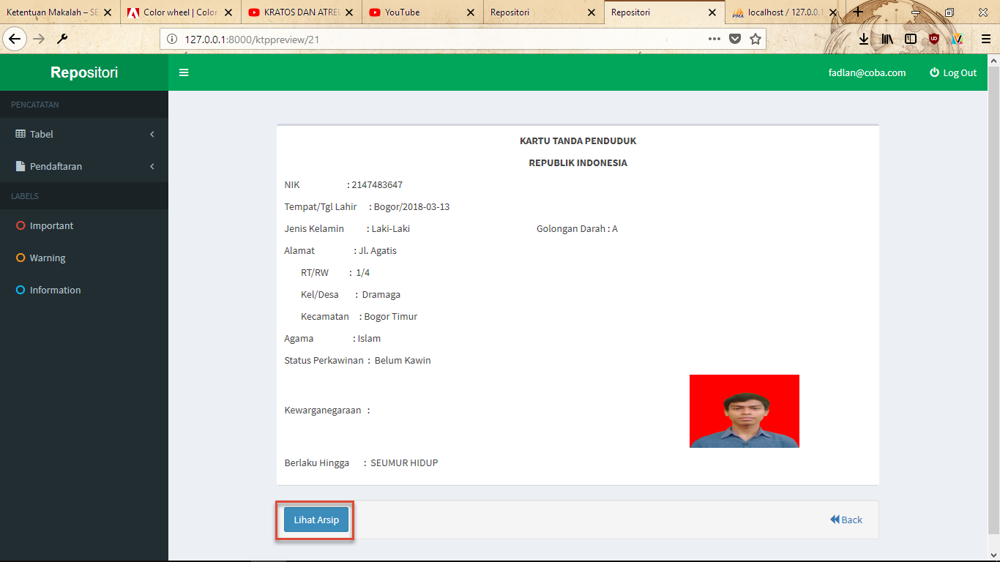 Ketentuan Makalah – SE
Color wheel | Color
KRATOS DAN ATREU
YouTube
Repositori
Repositori
PMA localhost / 127.0.0.1
127.0.0.1:8000/ktppreview/21
Repositori
fadlan@coba.com
Log Out
PENCATATAN
Tabel
Pendaftaran
LABELS
Important
Warning
Information
KARTU TANDA PENDUDUK
REPUBLIK INDONESIA
NIK : 2147483647
Tempat/Tgl Lahir : Bogor/2018-03-13
Jenis Kelamin : Laki-Laki Golongan Darah : A
Alamat : Jl. Agatis
RT/RW : 1/4
Kel/Desa : Dramaga
Kecamatan : Bogor Timur
Agama : Islam
Status Perkawinan : Belum Kawin
Kewarganegaraan :
Berlaku Hingga : SEUMUR HIDUP
Lihat Arsip
Back